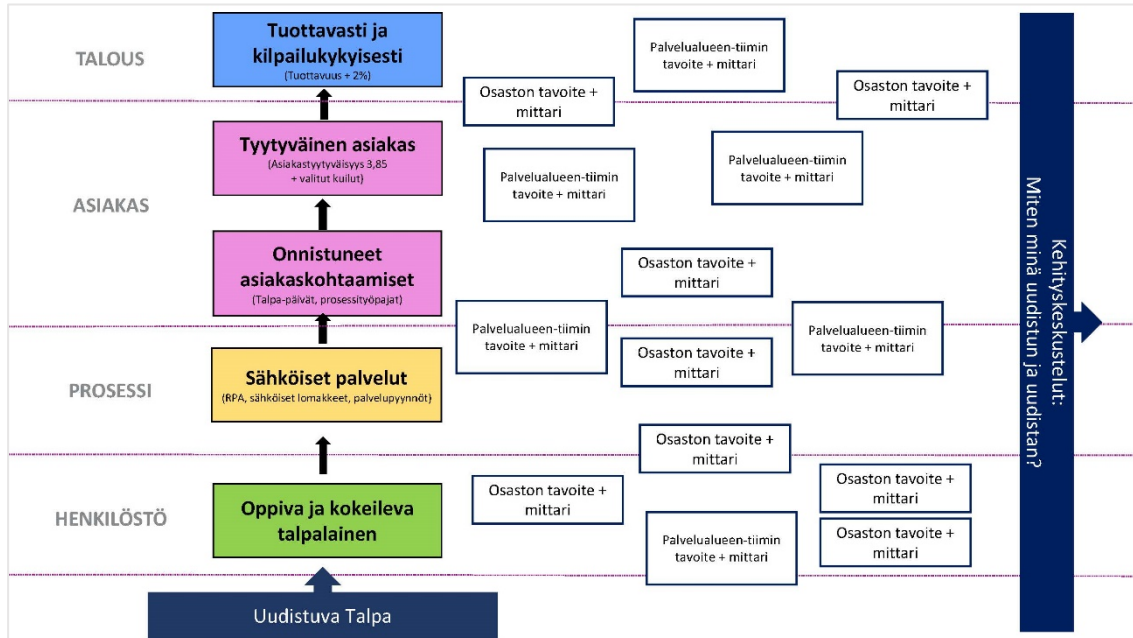 TALOUS
Tuottavasti ja
kilpailukykyisesti
(Tuottavuus + 2%)
Palvelualueen-tiimin
tavoite + mittari
Osaston tavoite +
mittari
Osaston tavoite +
mittari
ASIAKAS
Tyytyväinen asiakas
(Asiakastyytyväisyys 3,85
+ valitut kuilut)
Palvelualueen-tiimin
tavoite + mittari
Palvelualueen-tiimin
tavoite + mittari
Onnistuneet
asiakaskohtaamiset
(Talpa-päivät, prosessityöpajat)
Osaston tavoite +
mittari
Palvelualueen-tiimin
tavoite + mittari
Palvelualueen-tiimin
tavoite + mittari
PROSESSI
Sähköiset palvelut
(RPA, sähköiset lomakkeet, palvelupyynnöt)
Osaston tavoite +
mittari
Osaston tavoite +
mittari
HENKILÖSTÖ
Oppiva ja kokeileva
talpalainen
Osaston tavoite +
mittari
Osaston tavoite +
mittari
Palvelualueen-tiimin
tavoite + mittari
Osaston tavoite +
mittari
Uudistuva Talpa
Kehityskeskustelut:
Miten minä uudistun ja uudistan?